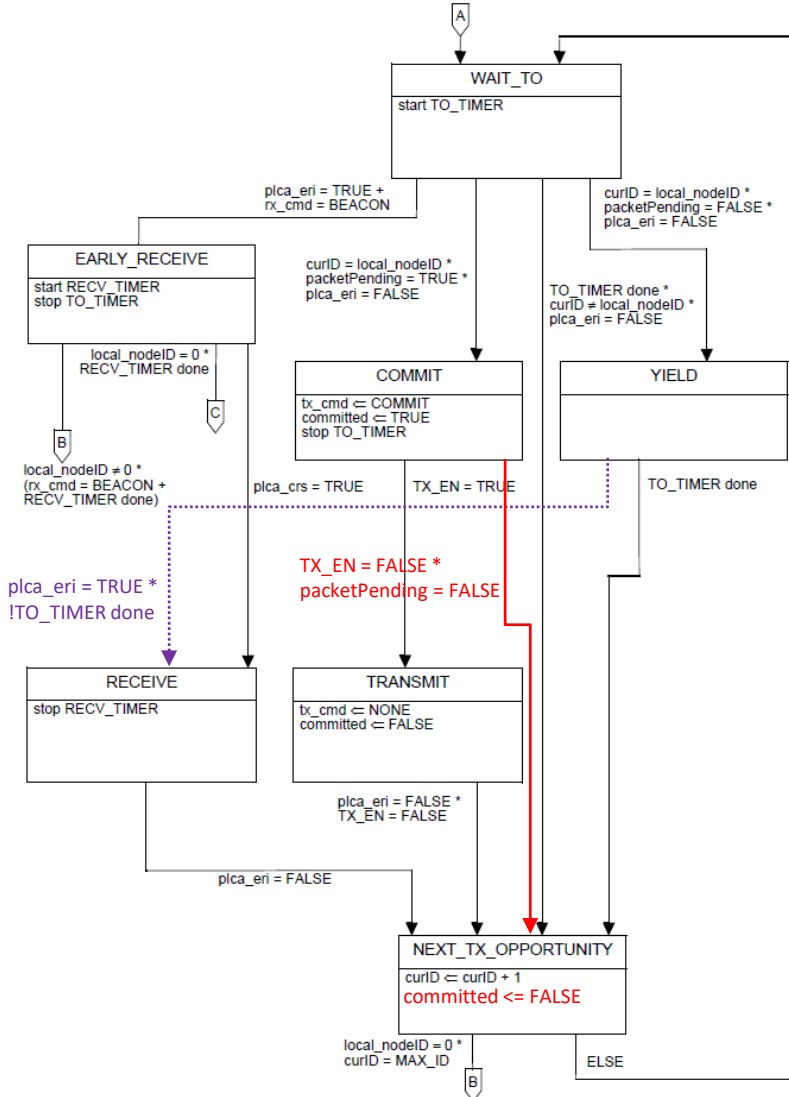 A
WAIT_TO
start TO_TIMER
plca_eri = TRUE +
rx_cmd = BEACON
curID = local_nodeID *
packetPending = FALSE *
plca_eri = FALSE
EARLY_RECEIVE
start RECV_TIMER
stop TO_TIMER
curID = local_nodeID *
packetPending = TRUE *
plca_eri = FALSE
TO_TIMER done *
curID ≠ local_nodeID *
plca_eri = FALSE
local_nodeID = 0 *
RECV_TIMER done
C
B
COMMIT
tx_cmd ⇐ COMMIT
committed ⇐ TRUE
stop TO_TIMER
YIELD
local_nodeID ≠ 0 *
(rx_cmd = BEACON +
RECV_TIMER done)
plca_crs = TRUE
TX_EN = TRUE
TO_TIMER done
plca_eri = TRUE *
!TO_TIMER done
TX_EN = FALSE *
packetPending = FALSE
RECEIVE
stop RECV_TIMER
TRANSMIT
tx_cmd ⇐ NONE
committed ⇐ FALSE
plca_eri = FALSE *
TX_EN = FALSE
plca_eri = FALSE
NEXT_TX_OPPORTUNITY
curID ⇐ curID + 1
committed <= FALSE
local_nodeID = 0 *
curID = MAX_ID
ELSE
B